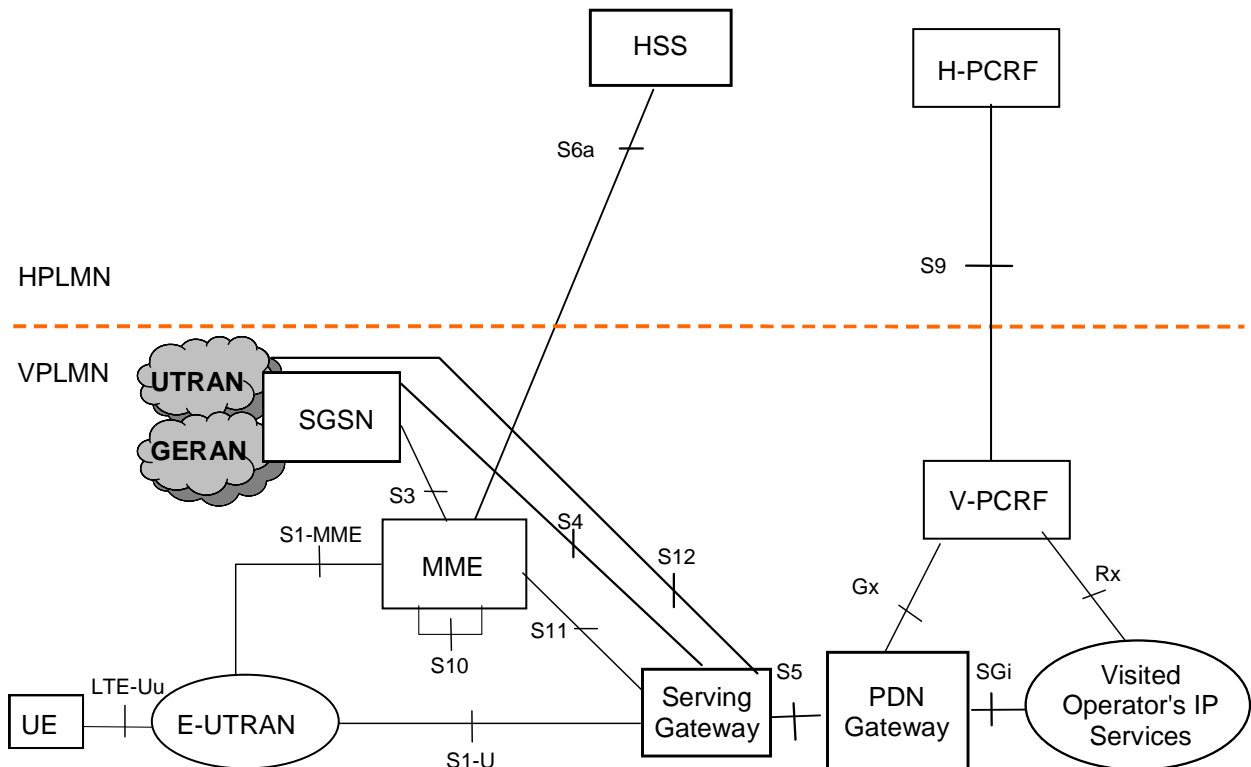 HSS
H-PCRF
S6a
S9
HPLMN
VPLMN
UTRAN
SGSN
GERAN
V-PCRF
S3
S4
S1-MME
S12
MME
Gx
Rx
S11
S10
S5
SGi
LTE-Uu
UE
E-UTRAN
Serving
Gateway
PDN
Gateway
Visited
Operator's IP
Services
S1-U